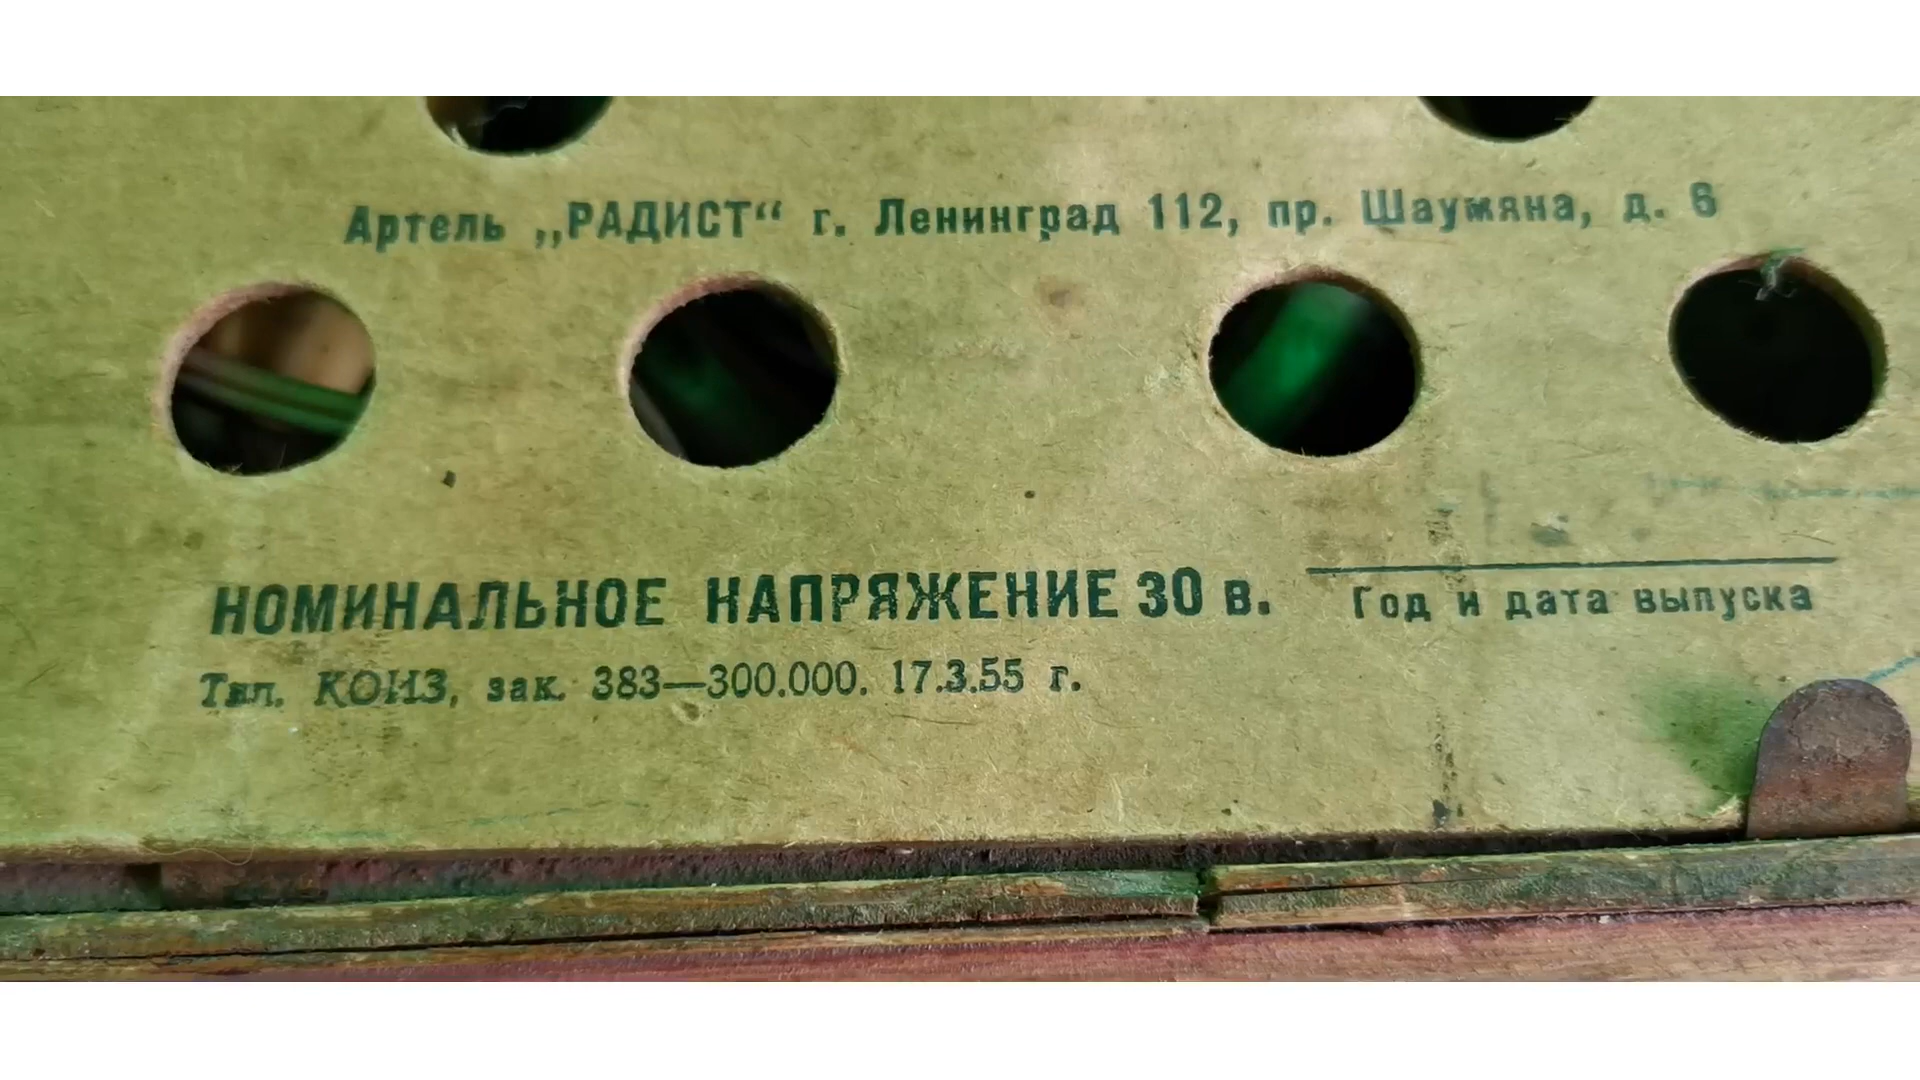 Артель „РАДИСТ“ г. Ленинград 112, пр. Шаумяна, д. 6
НОМИНАЛЬНОЕ НАПРЯЖЕНИЕ 30 в.
Год и дата выпуска
Тип. КОИЗ, зак. 383—300.000. 17.3.55 г.